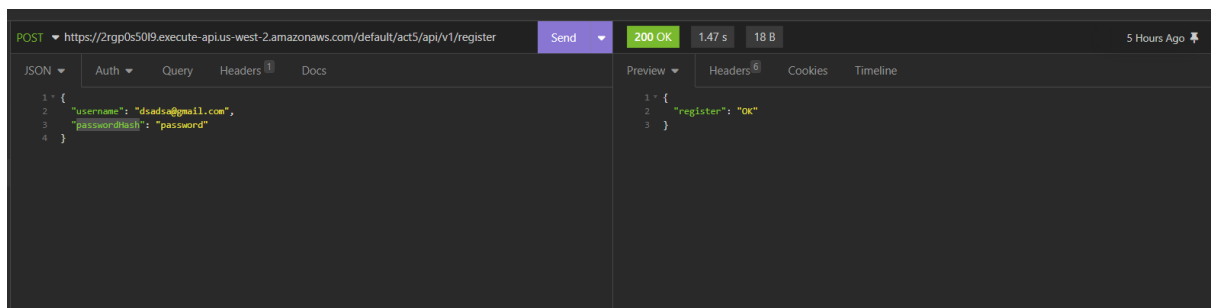 POST https://2rgp0s50l9.execute-api.us-west-2.amazonaws.com/default/act5/api/v1/register Send
200 OK 1.47 s 18 B 5 Hours Ago
JSON Auth Query Headers 1 Docs
Preview Headers 6 Cookies Timeline
1 {
2 "username": "dsadsa@gmail.com",
3 "passwordHash": "password"
4 }
1 {
2 "register": "OK"
3 }